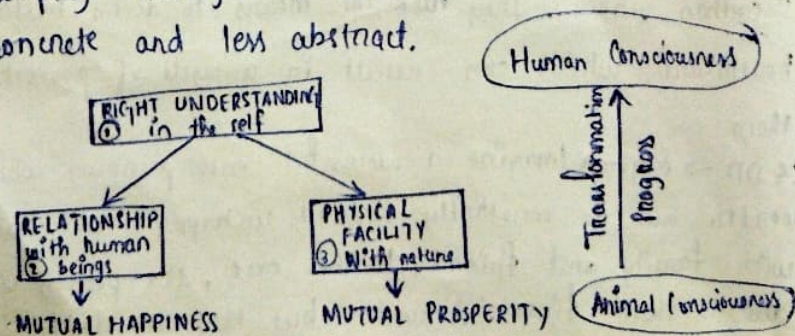 oncrete and less abstract.
Human Consciousness
RIGHT UNDERSTANDING
① in the self
RELATIONSHIP
with human
② beings
PHYSICAL
FACILITY
③ With nature
Transformation
Progress
MUTUAL HAPPINESS
MUTUAL PROSPERITY
Animal Consciousness